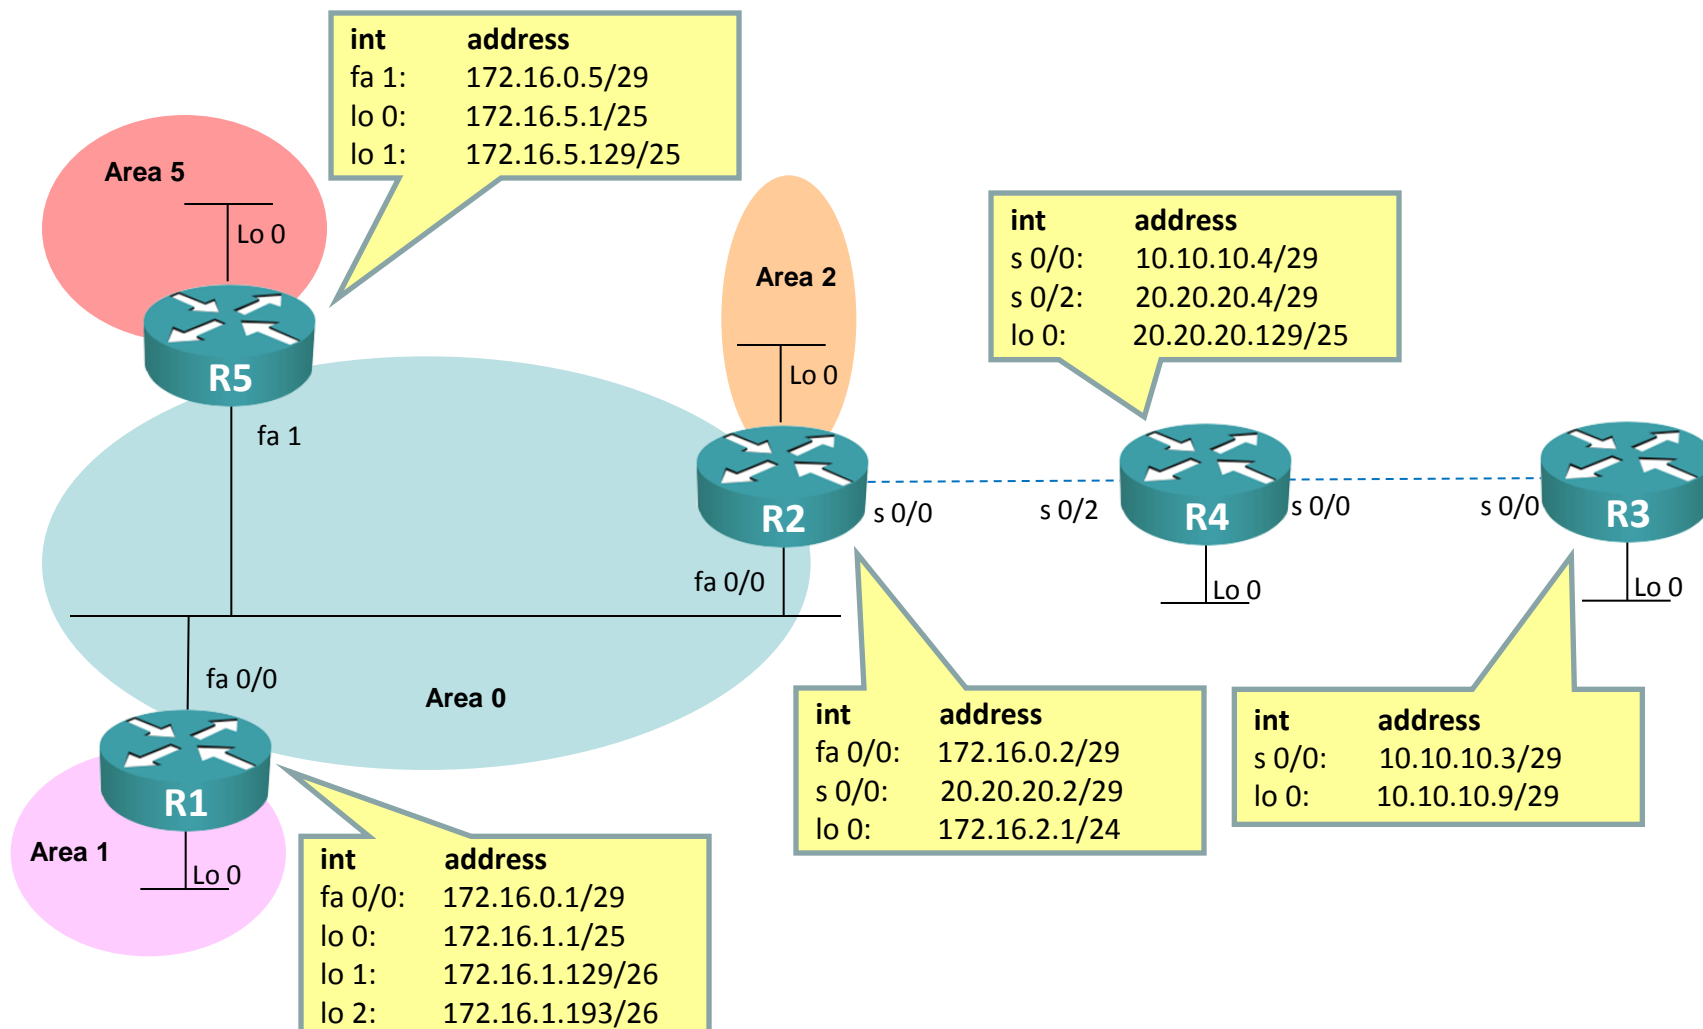 int address
fa 1: 172.16.0.5/29
lo 0: 172.16.5.1/25
lo 1: 172.16.5.129/25
Area 5
Lo 0
R5
fa 1
Area 2
Lo 0
R2
s 0/0
fa 0/0
int address
s 0/0: 10.10.10.4/29
s 0/2: 20.20.20.4/29
lo 0: 20.20.20.129/25
s 0/2
R4
s 0/0
Lo 0
s 0/0
R3
Lo 0
fa 0/0
Area 0
R1
Area 1
Lo 0
int address
fa 0/0: 172.16.0.1/29
lo 0: 172.16.1.1/25
lo 1: 172.16.1.129/26
lo 2: 172.16.1.193/26
int address
fa 0/0: 172.16.0.2/29
s 0/0: 20.20.20.2/29
lo 0: 172.16.2.1/24
int address
s 0/0: 10.10.10.3/29
lo 0: 10.10.10.9/29